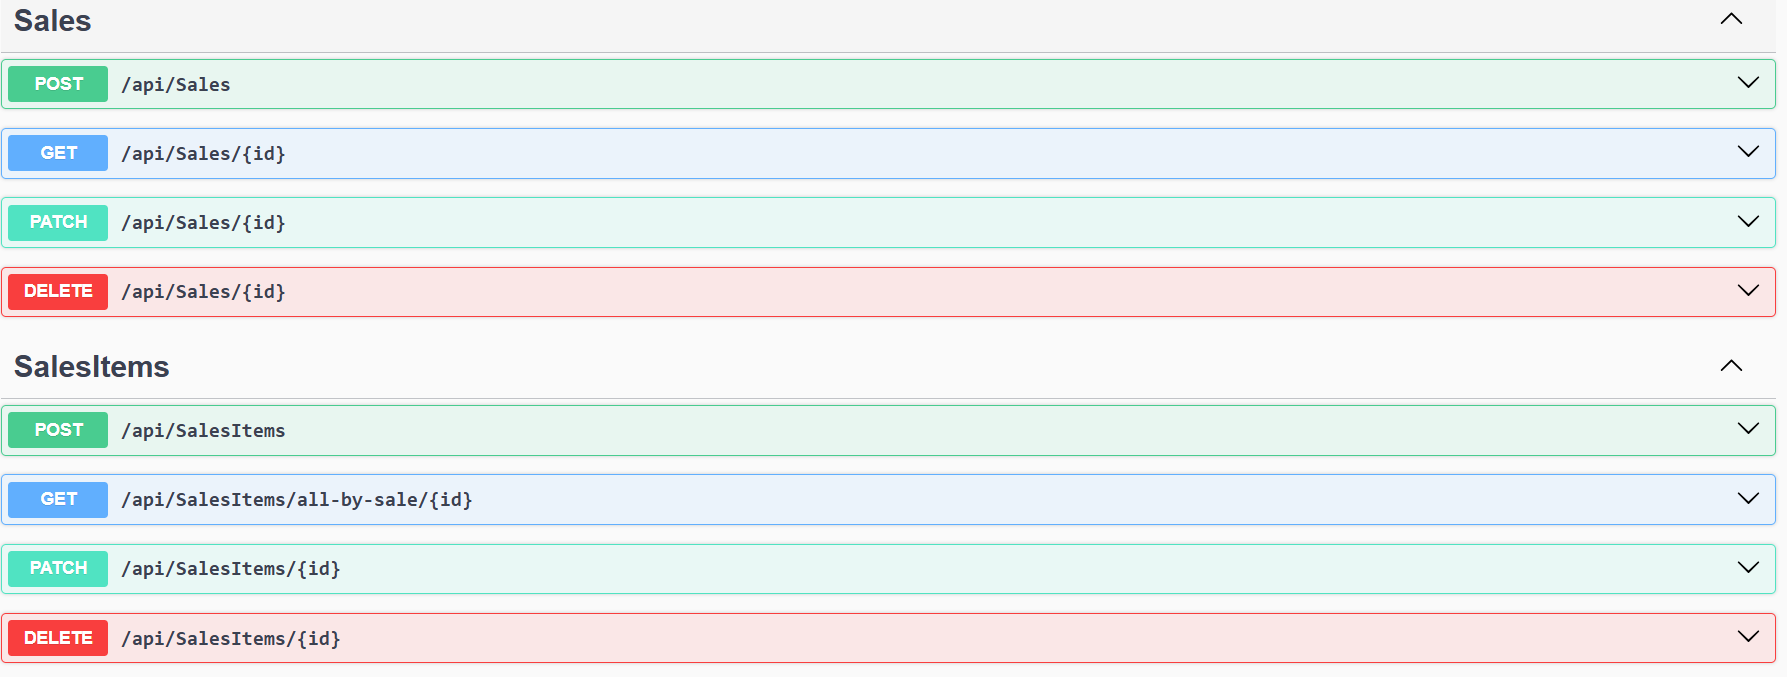 Sales
POST /api/Sales
GET /api/Sales/{id}
PATCH /api/Sales/{id}
DELETE /api/Sales/{id}
SalesItems
POST /api/SalesItems
GET /api/SalesItems/all-by-sale/{id}
PATCH /api/SalesItems/{id}
DELETE /api/SalesItems/{id}